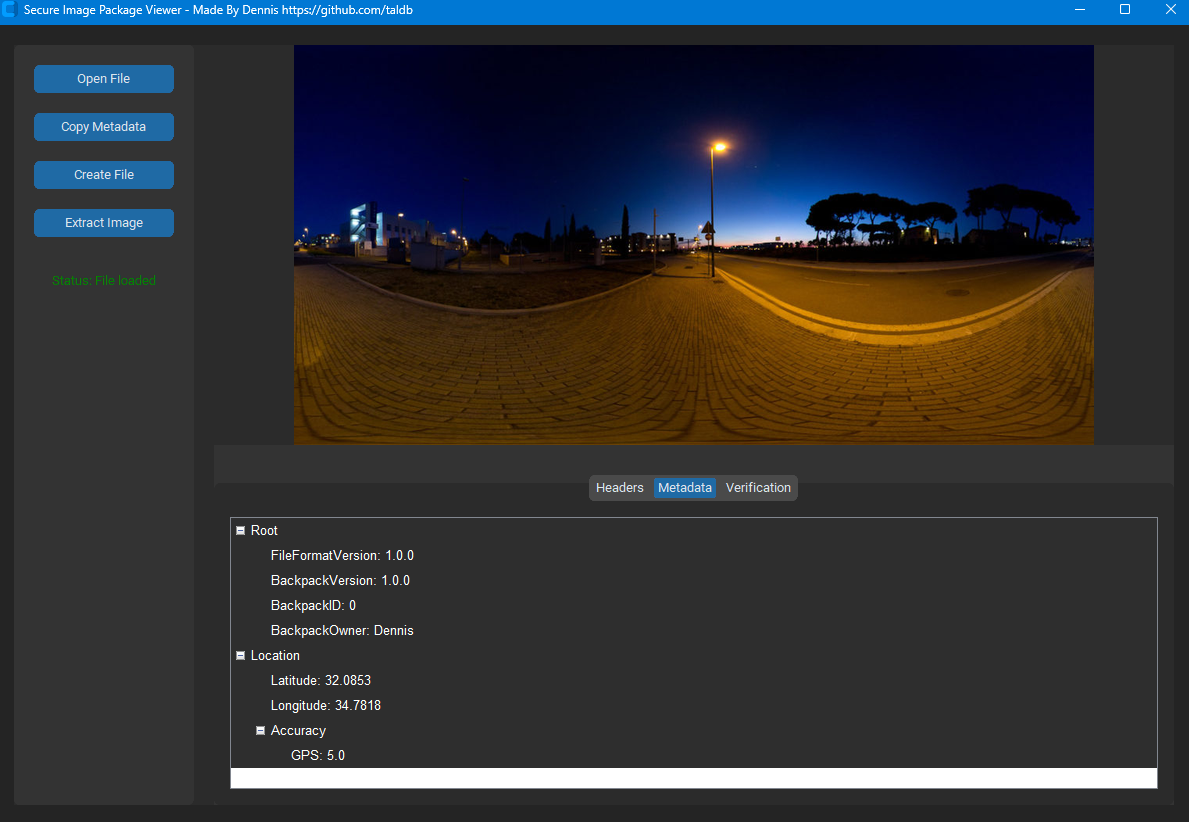 Secure Image Package Viewer - Made By Dennis https://github.com/taldb
Open File
Copy Metadata
Create File
Extract Image
Status: File loaded
Headers Metadata Verification
Root
FileFormatVersion: 1.0.0
BackpackVersion: 1.0.0
BackpackID: 0
BackpackOwner: Dennis
Location
Latitude: 32.0853
Longitude: 34.7818
Accuracy
GPS: 5.0